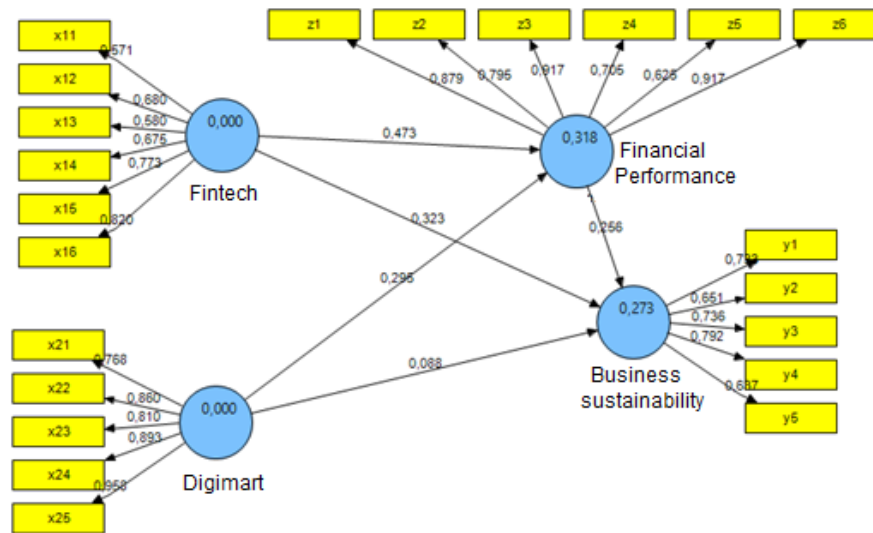 z1
z2
z3
z4
z5
z6
0,879
0,795
0,917
0,705
0,625
0,917
x11
x12
x13
x14
x15
x16
0,571
0,680
0,580
0,675
0,773
0,820
0,000
Fintech
0,473
0,318
Financial
Performance
0,323
0,256
0,295
0,088
x21
x22
x23
x24
x25
0,768
0,860
0,810
0,893
0,958
0,000
Digimart
0,273
Business
sustainability
0,651
0,736
0,792
y1
y2
y3
y4
y5